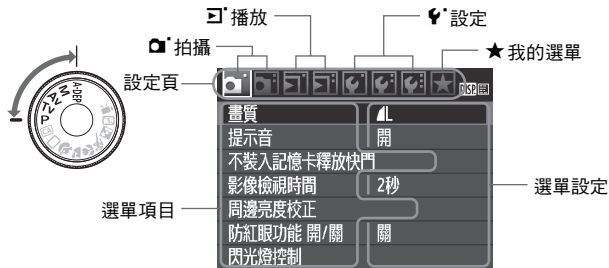 播放
設定
拍攝
我的選單
設定頁
A-DEP
M
Av
Tv
P
DISP
畫質 L
提示音 開
不裝入記憶卡釋放快門
影像檢視時間 2秒
周邊亮度校正
防紅眼功能 開/關 關
閃光燈控制
選單項目
選單設定